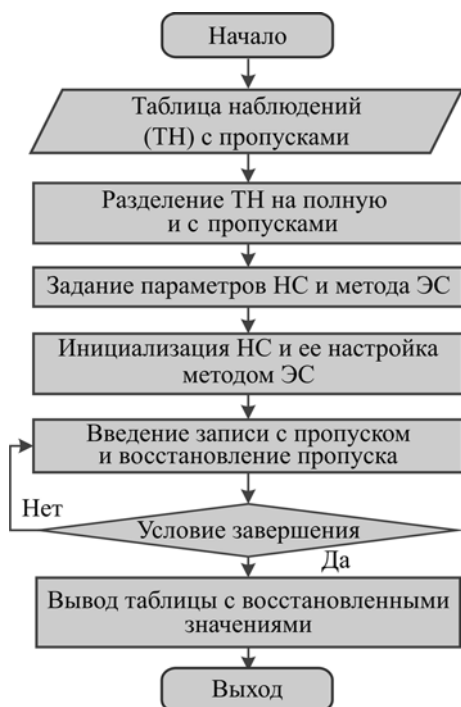 Начало
Таблица наблюдений
(ТН) с пропусками
Разделение ТН на полную
и с пропусками
Задание параметров НС и метода ЭС
Инициализация НС и ее настройка
методом ЭС
Введение записи с пропуском
и восстановление пропуска
Нет
Условие завершения
Да
Вывод таблицы с восстановленными
значениями
Выход